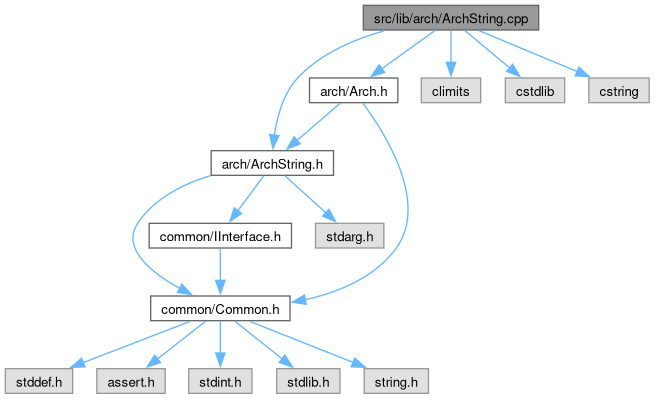 src/lib/arch/ArchString.cpp
arch/Arch.h
climits
cstdlib
cstring
arch/ArchString.h
common/IInterface.h
stdarg.h
common/Common.h
stddef.h
assert.h
stdint.h
stdlib.h
string.h